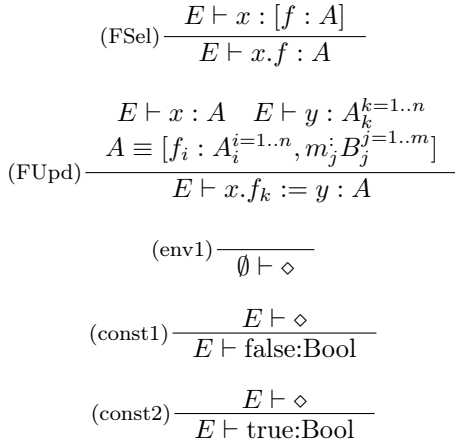 (FSel) E ⊢ x : [f : A]
E ⊢ x.f : A
E ⊢ x : A E ⊢ y : A_k^{k=1..n}
(FUpd) A ≡ [f_i : A_i^{i=1..n}, m_j : B_j^{j=1..m}]
E ⊢ x.f_k := y : A
(env1)
∅ ⊢ ⋄
(const1) E ⊢ ⋄
E ⊢ false:Bool
(const2) E ⊢ ⋄
E ⊢ true:Bool